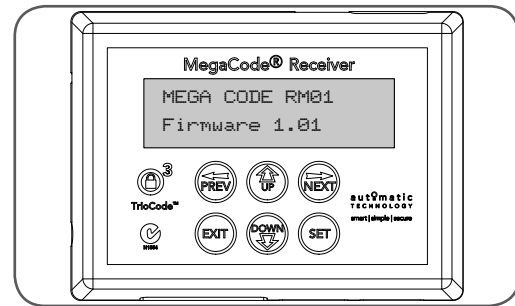 MegaCode® Receiver
MEGA CODE RM01
Firmware 1.01
3
TrioCode™
PREV
UP
NEXT
automatic
TECHNOLOGY
smart | simple | secure
EXIT
DOWN
SET